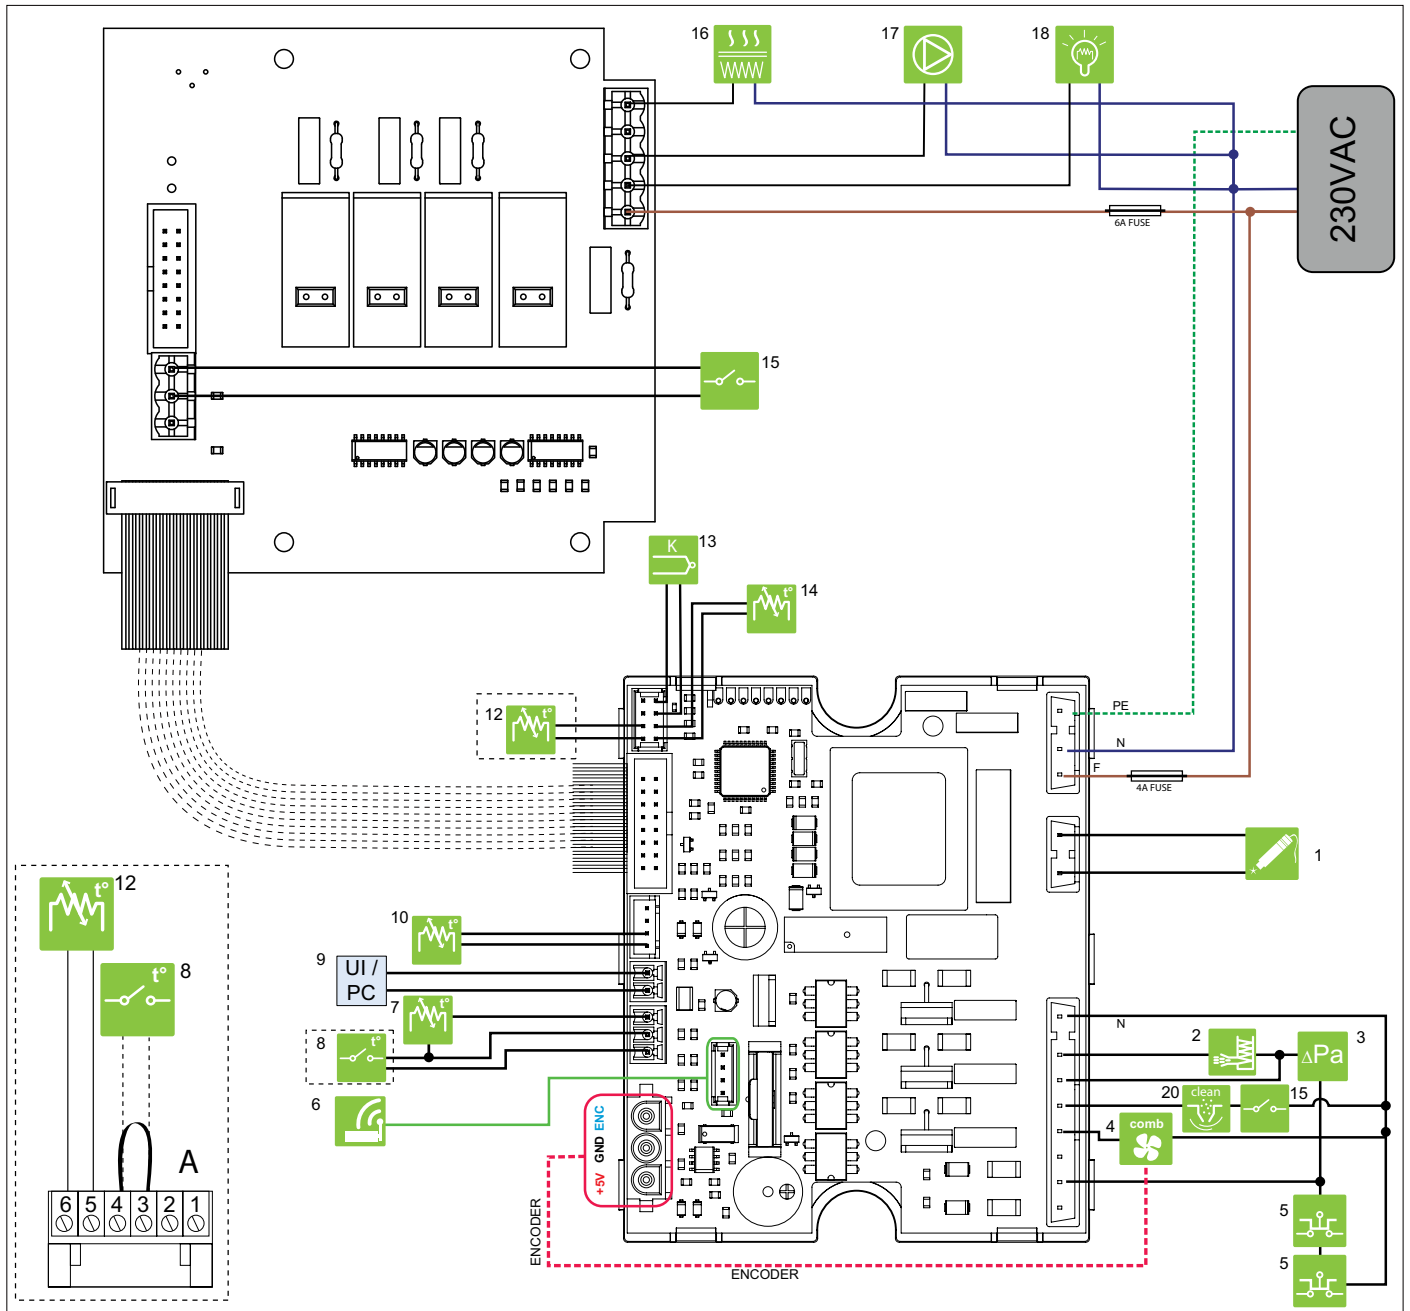 16
17
18
230VAC
6A FUSE
15
K
13
t°
14
12
t°
PE
N
F
4A FUSE
1
12
t°
8
t°
10
t°
9
UI /
PC
7
t°
8
t°
6
N
2
3
ΔPa
20
clean
15
4
comb
+5V GND ENC
ENCODER
ENCODER
5
5
A
6 5 4 3 2 1